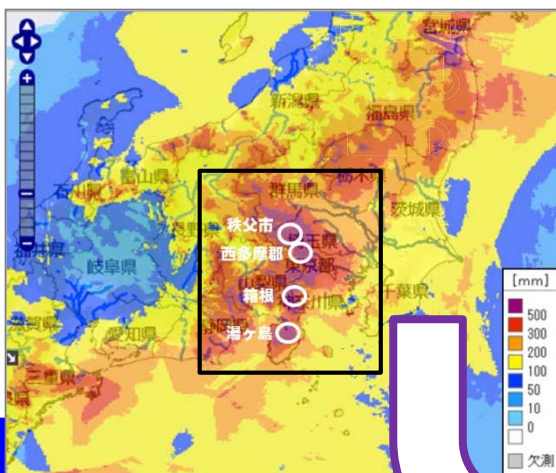 宮城県
新潟県
福島県
富山県
石川県
群馬県
栃木県
茨城県
秩父市
玉県
長野
西多摩郡
東京都
福井県
岐阜県
山梨県
箱根
川県
千葉県
静岡
湯ヶ島
滋賀県
愛知県
三重県
[mm]
500
300
200
100
50
10
0
欠測